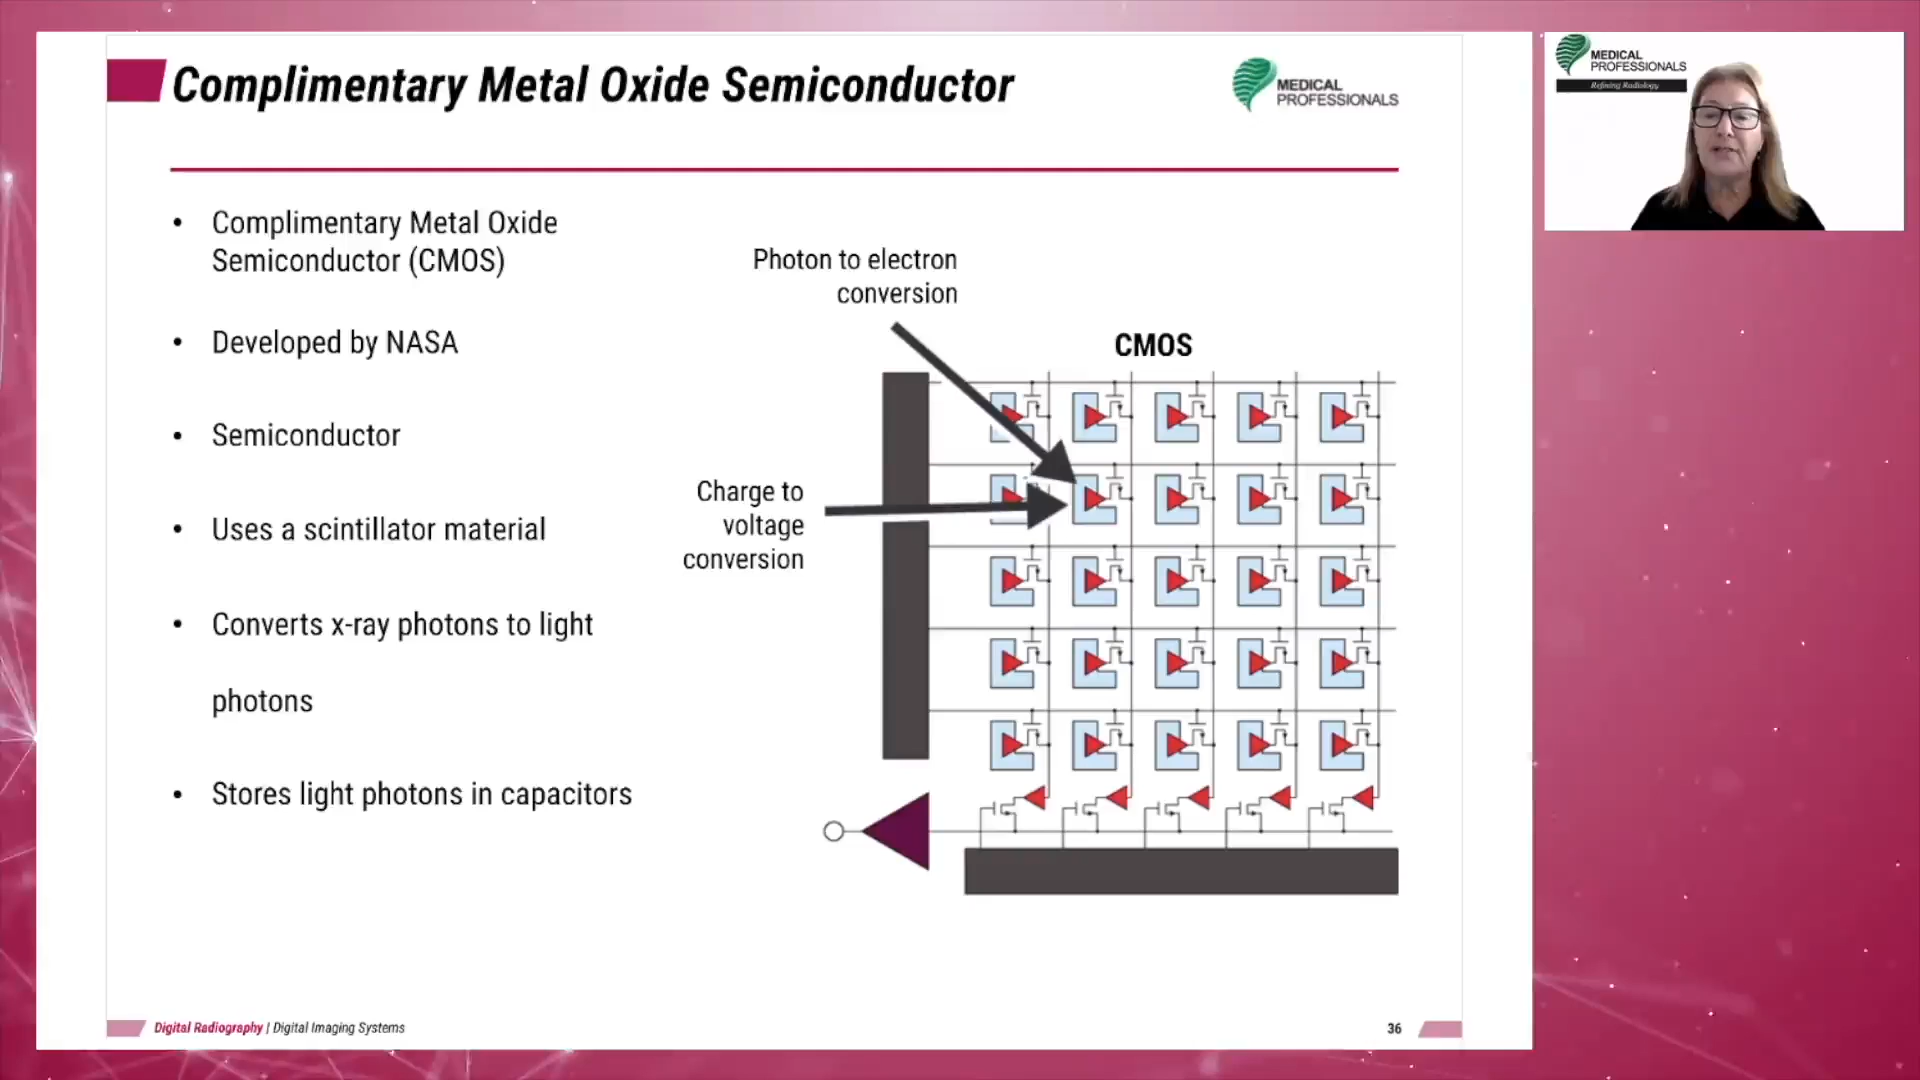 Complimentary Metal Oxide Semiconductor
MEDICAL
PROFESSIONALS
• Complimentary Metal Oxide
Semiconductor (CMOS)
• Developed by NASA
• Semiconductor
• Uses a scintillator material
• Converts x-ray photons to light
photons
• Stores light photons in capacitors
Photon to electron
conversion
CMOS
Charge to
voltage
conversion
Digital Radiography | Digital Imaging Systems
36
MEDICAL
PROFESSIONALS
Refining Radiology